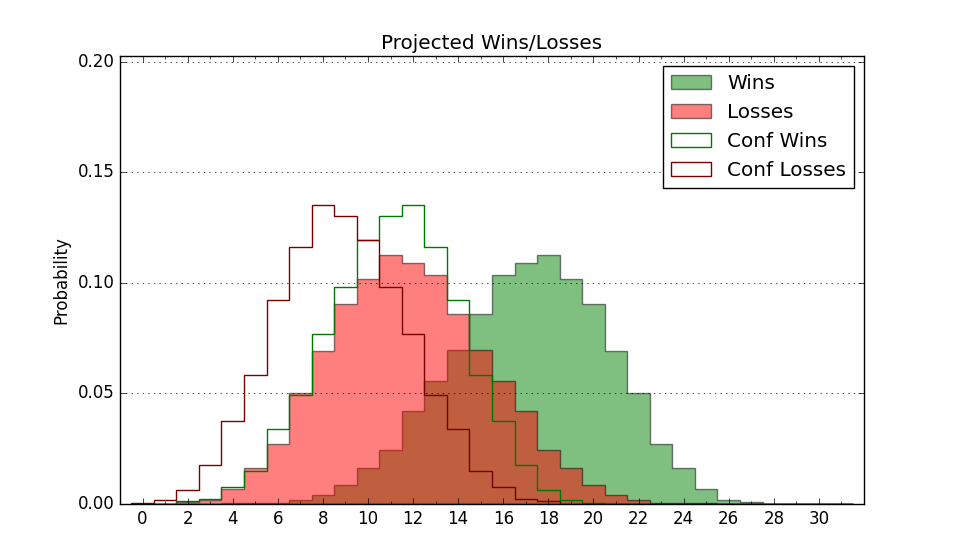 Projected Wins/Losses
0.20
0.15
0.10
0.05
0.00
Probability
Wins
Losses
Conf Wins
Conf Losses
0 2 4 6 8 10 12 14 16 18 20 22 24 26 28 30